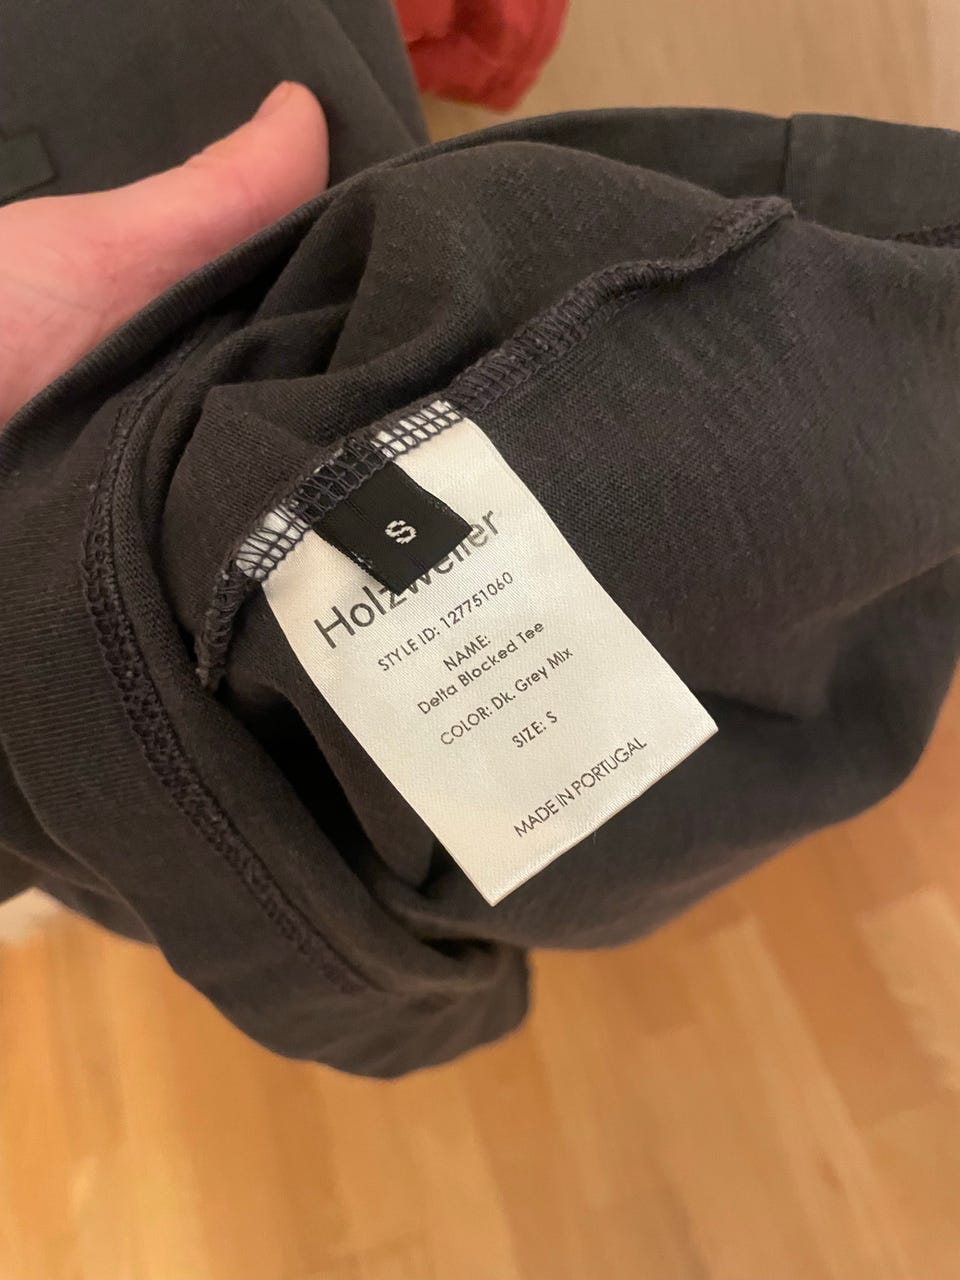 S
Holzweiler
STYLE ID: 127751060
NAME:
Delta Blocked Tee
COLOR: Dk. Grey Mix
SIZE: S
MADE IN PORTUGAL